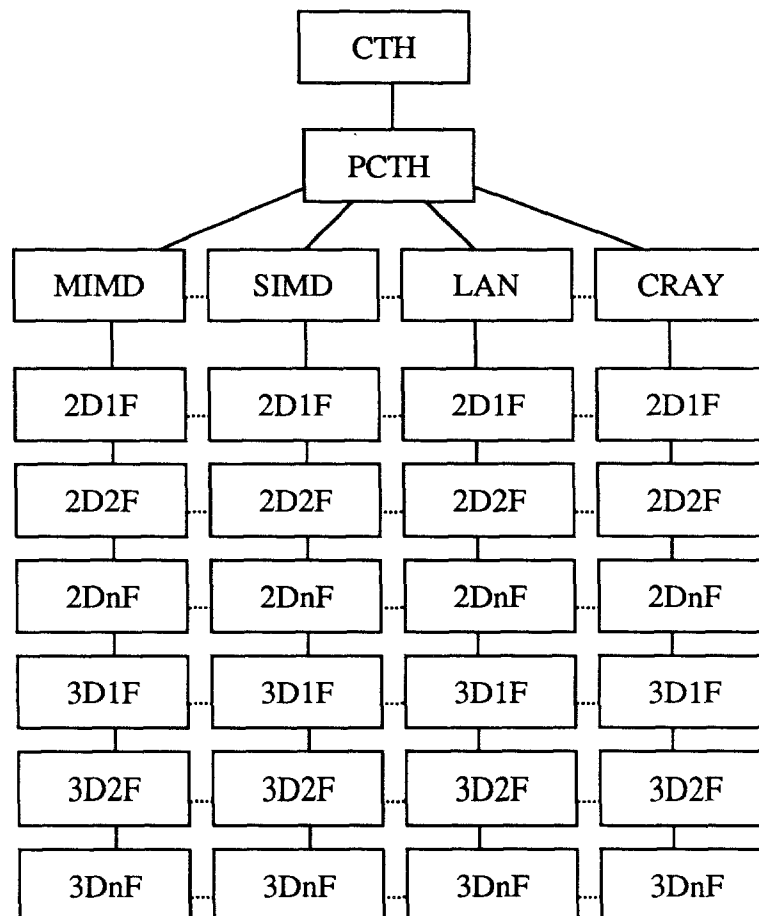 CTH
PCTH
MIMD SIMD LAN CRAY
2D1F 2D1F 2D1F 2D1F
2D2F 2D2F 2D2F 2D2F
2DnF 2DnF 2DnF 2DnF
3D1F 3D1F 3D1F 3D1F
3D2F 3D2F 3D2F 3D2F
3DnF 3DnF 3DnF 3DnF